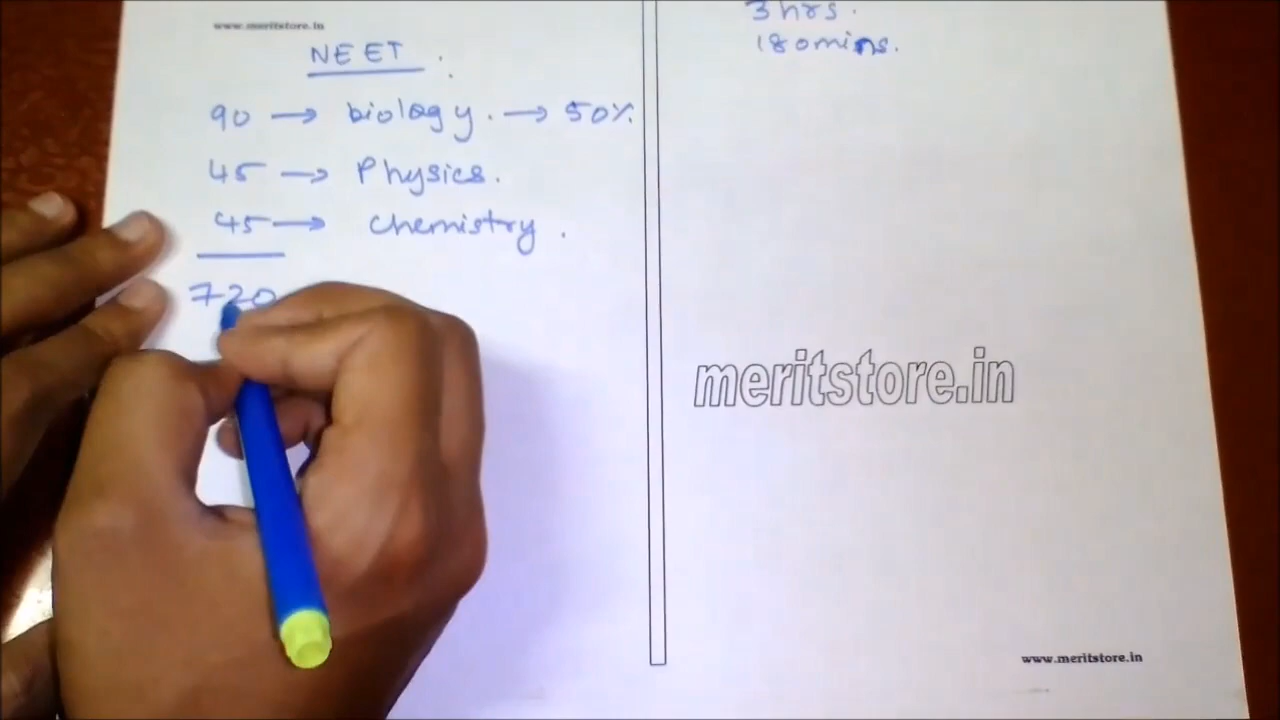 www.meritstore.in
NEET.
90 → biology. → 50%
45 → Physics.
45 → Chemistry.
720
3 hrs.
180 mins.
meritstore.in
www.meritstore.in